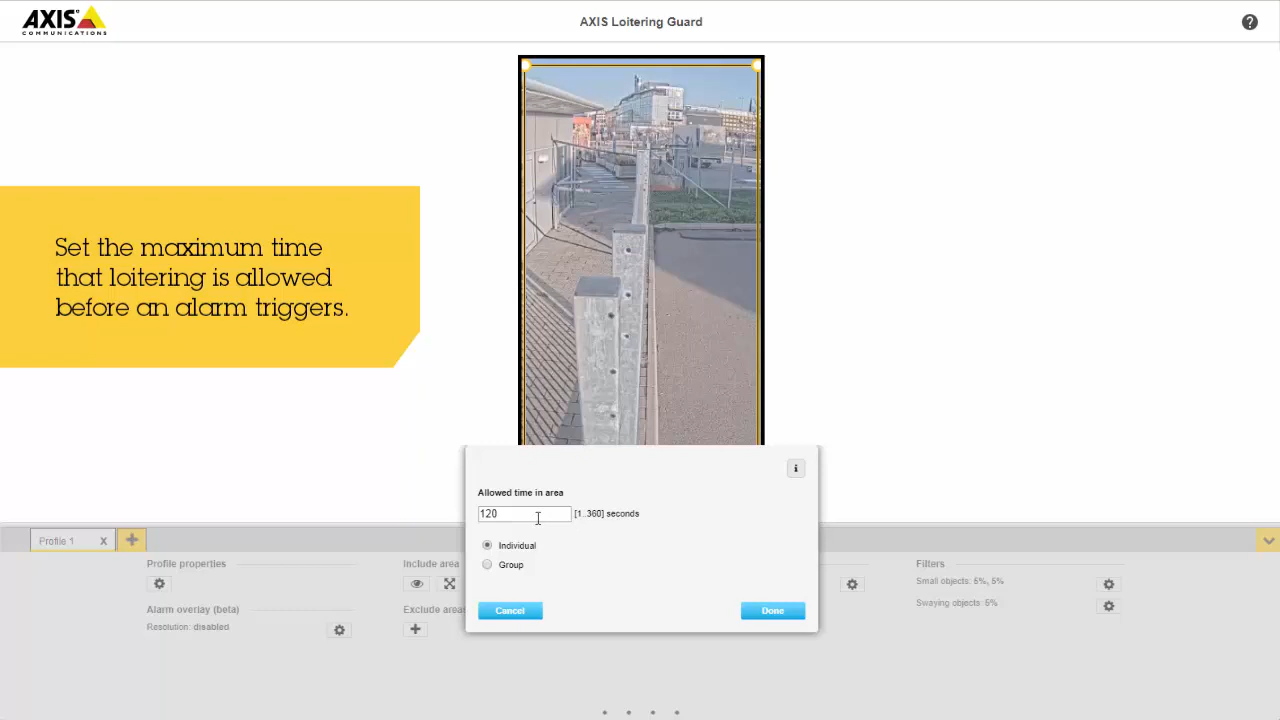 AXIS
COMMUNICATIONS
AXIS Loitering Guard
?
Set the maximum time
that loitering is allowed
before an alarm triggers.
i
Allowed time in area
120 [1..360] seconds
Individual
Group
Cancel Done
Profile 1 X +
Profile properties
Alarm overlay (beta)
Resolution: disabled
Include area
Exclude areas
Filters
Small objects: 5%, 5%
Swaying objects: 5%